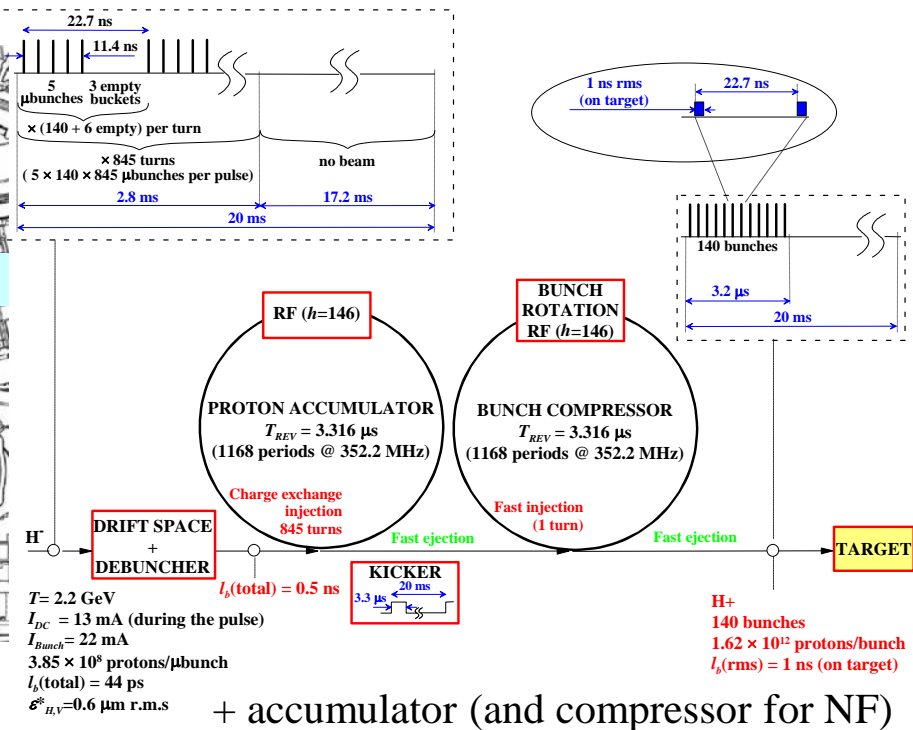 22.7 ns
11.4 ns
5
µbunches
3 empty
buckets
× (140 + 6 empty) per turn
× 845 turns
( 5 × 140 × 845 µbunches per pulse)
no beam
2.8 ms
17.2 ms
20 ms
1 ns rms
(on target)
22.7 ns
140 bunches
3.2 µs
20 ms
RF (h=146)
BUNCH
ROTATION
RF (h=146)
PROTON ACCUMULATOR
T_REV = 3.316 µs
(1168 periods @ 352.2 MHz)
BUNCH COMPRESSOR
T_REV = 3.316 µs
(1168 periods @ 352.2 MHz)
Charge exchange
injection
845 turns
Fast injection
(1 turn)
H⁻
DRIFT SPACE
+
DEBUNCHER
Fast ejection
Fast ejection
TARGET
l_b(total) = 0.5 ns
KICKER
20 ms
3.3 µs
T= 2.2 GeV
I_DC = 13 mA (during the pulse)
I_Bunch= 22 mA
3.85 × 10⁸ protons/µbunch
l_b(total) = 44 ps
ε*_H,V=0.6 µm r.m.s
H+
140 bunches
1.62 × 10¹² protons/bunch
l_b(rms) = 1 ns (on target)
+ accumulator (and compressor for NF)